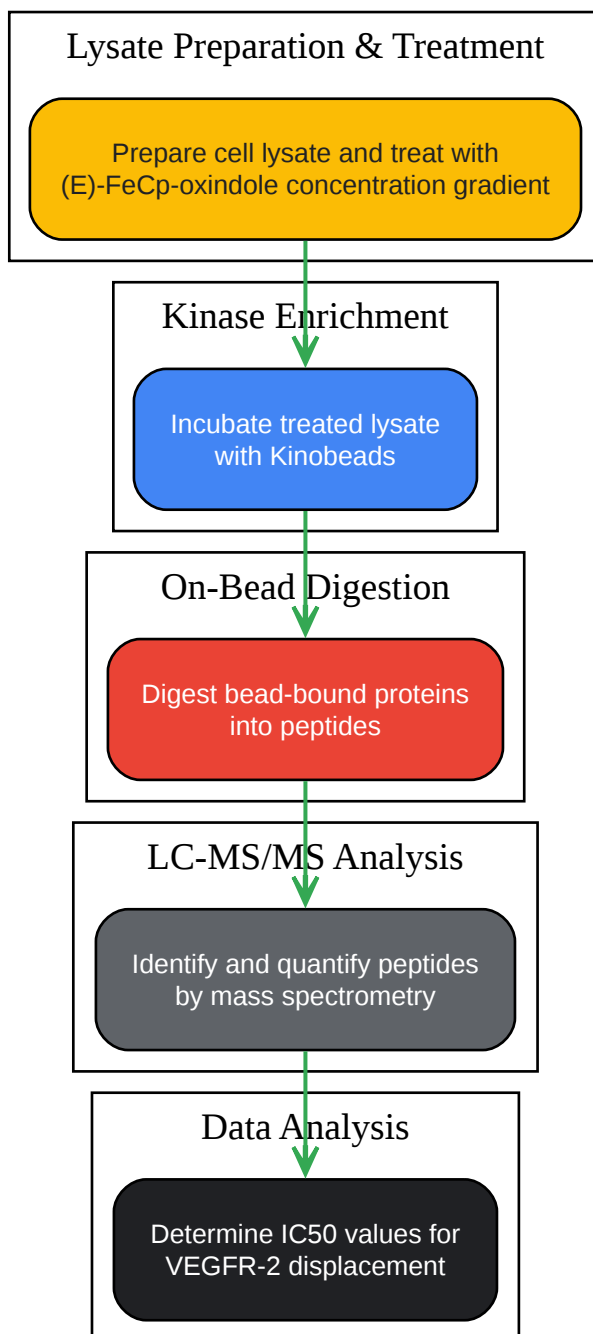 Lysate Preparation & Treatment
Prepare cell lysate and treat with
(E)-FeCp-oxindole concentration gradient
Kinase Enrichment
Incubate treated lysate
with Kinobeads
On-Bead Digestion
Digest bead-bound proteins
into peptides
LC-MS/MS Analysis
Identify and quantify peptides
by mass spectrometry
Data Analysis
Determine IC50 values for
VEGFR-2 displacement